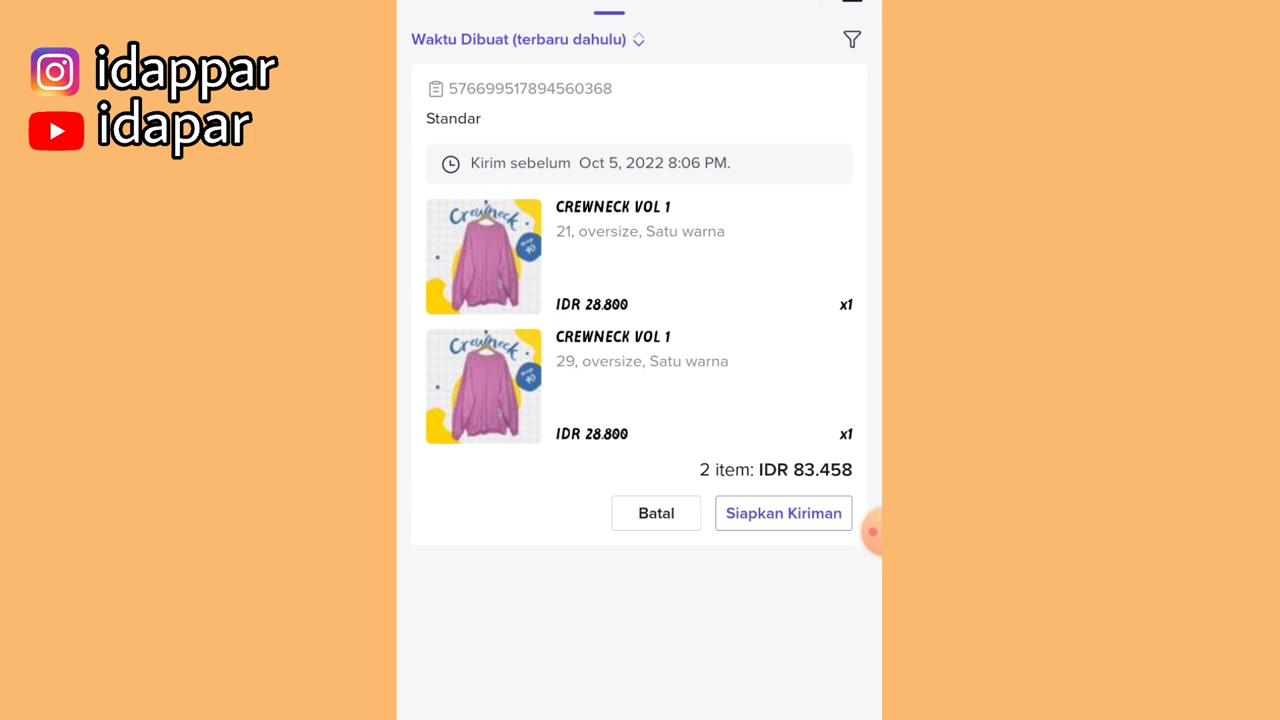 idappar
idapar
Waktu Dibuat (terbaru dahulu)
576699517894560368
Standar
Kirim sebelum Oct 5, 2022 8:06 PM.
Crewneck
CREWNECK VOL 1
21, oversize, Satu warna
IDR 28.800 x1
Crewneck
CREWNECK VOL 1
29, oversize, Satu warna
IDR 28.800 x1
2 item: IDR 83.458
Batal
Siapkan Kiriman